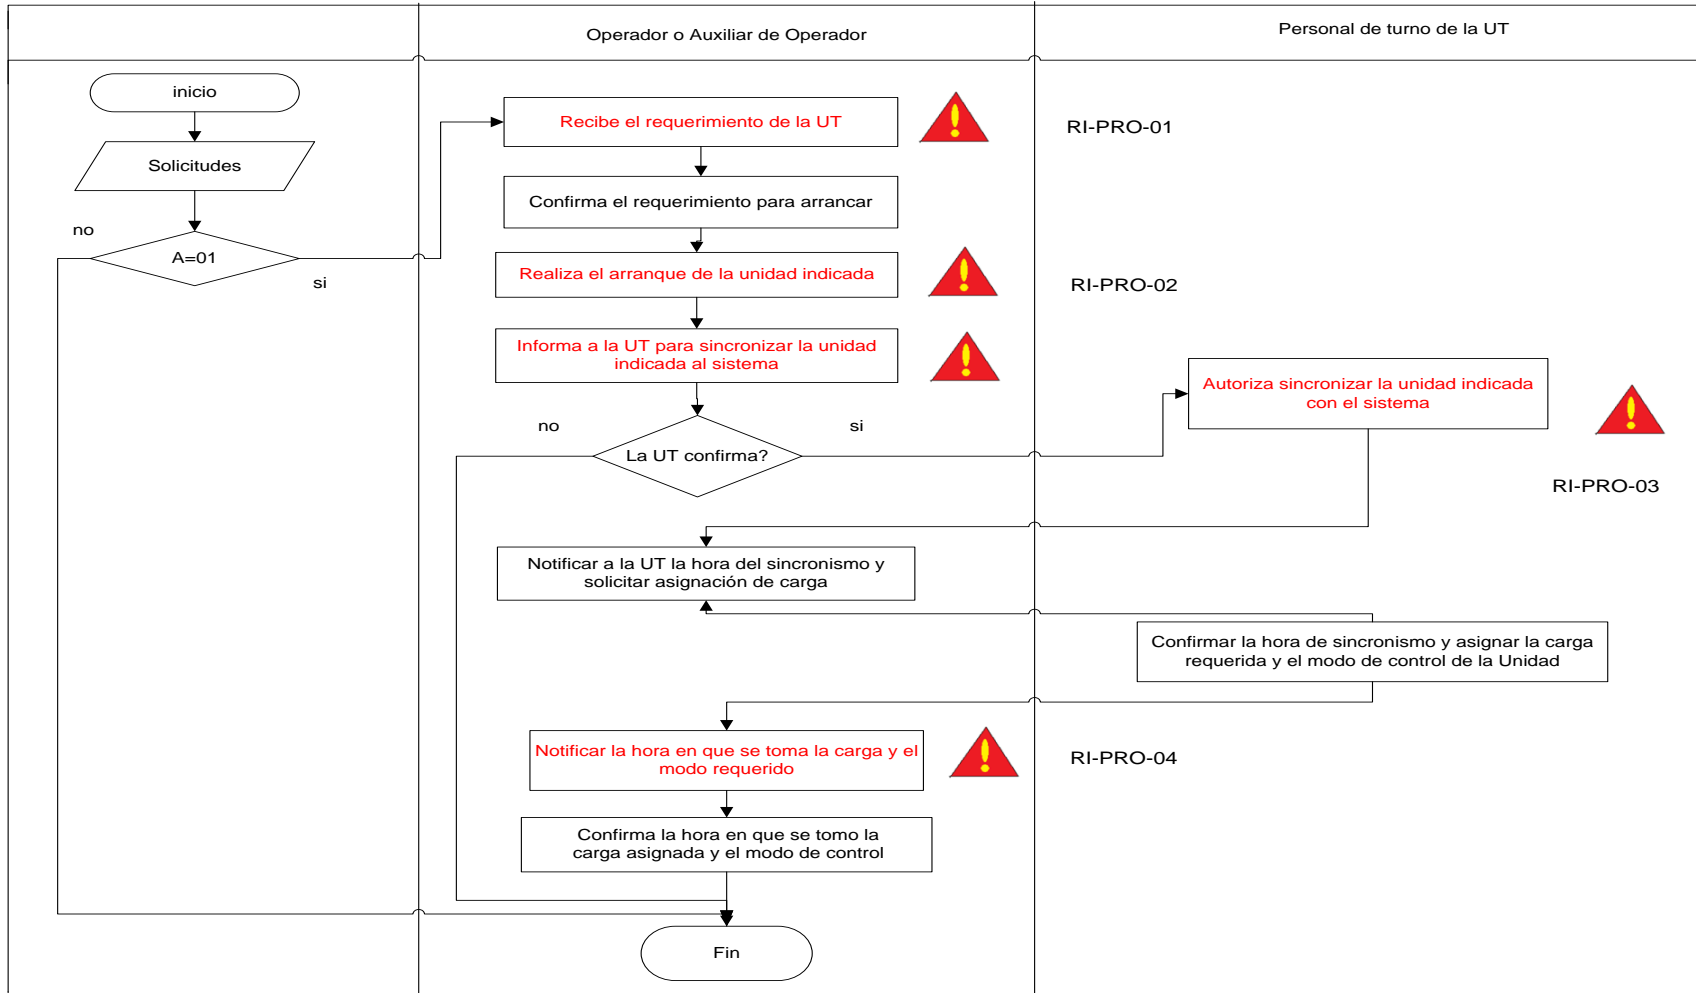 Operador o Auxiliar de Operador
Personal de turno de la UT
inicio
Solicitudes
no
A=01
si
Recibe el requerimiento de la UT
RI-PRO-01
Confirma el requerimiento para arrancar
Realiza el arranque de la unidad indicada
RI-PRO-02
Informa a la UT para sincronizar la unidad
indicada al sistema
no
La UT confirma?
si
Autoriza sincronizar la unidad indicada
con el sistema
RI-PRO-03
Notificar a la UT la hora del sincronismo y
solicitar asignación de carga
Confirmar la hora de sincronismo y asignar la carga
requerida y el modo de control de la Unidad
Notificar la hora en que se toma la carga y el
modo requerido
RI-PRO-04
Confirma la hora en que se tomo la
carga asignada y el modo de control
Fin